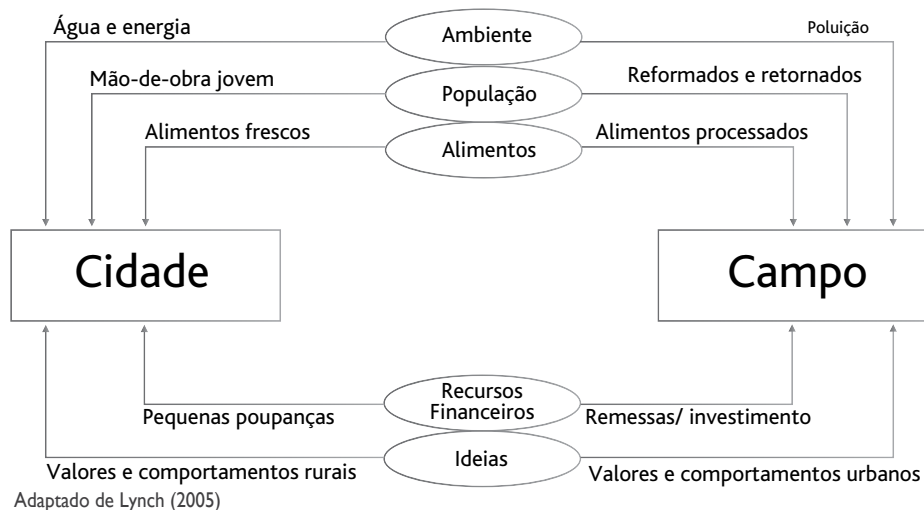 Água e energia
Ambiente
Poluição
Mão-de-obra jovem
População
Reformados e retornados
Alimentos frescos
Alimentos
Alimentos processados
Cidade
Campo
Pequenas poupanças
Recursos
Financeiros
Remessas/ investimento
Valores e comportamentos rurais
Ideias
Valores e comportamentos urbanos
Adaptado de Lynch (2005)